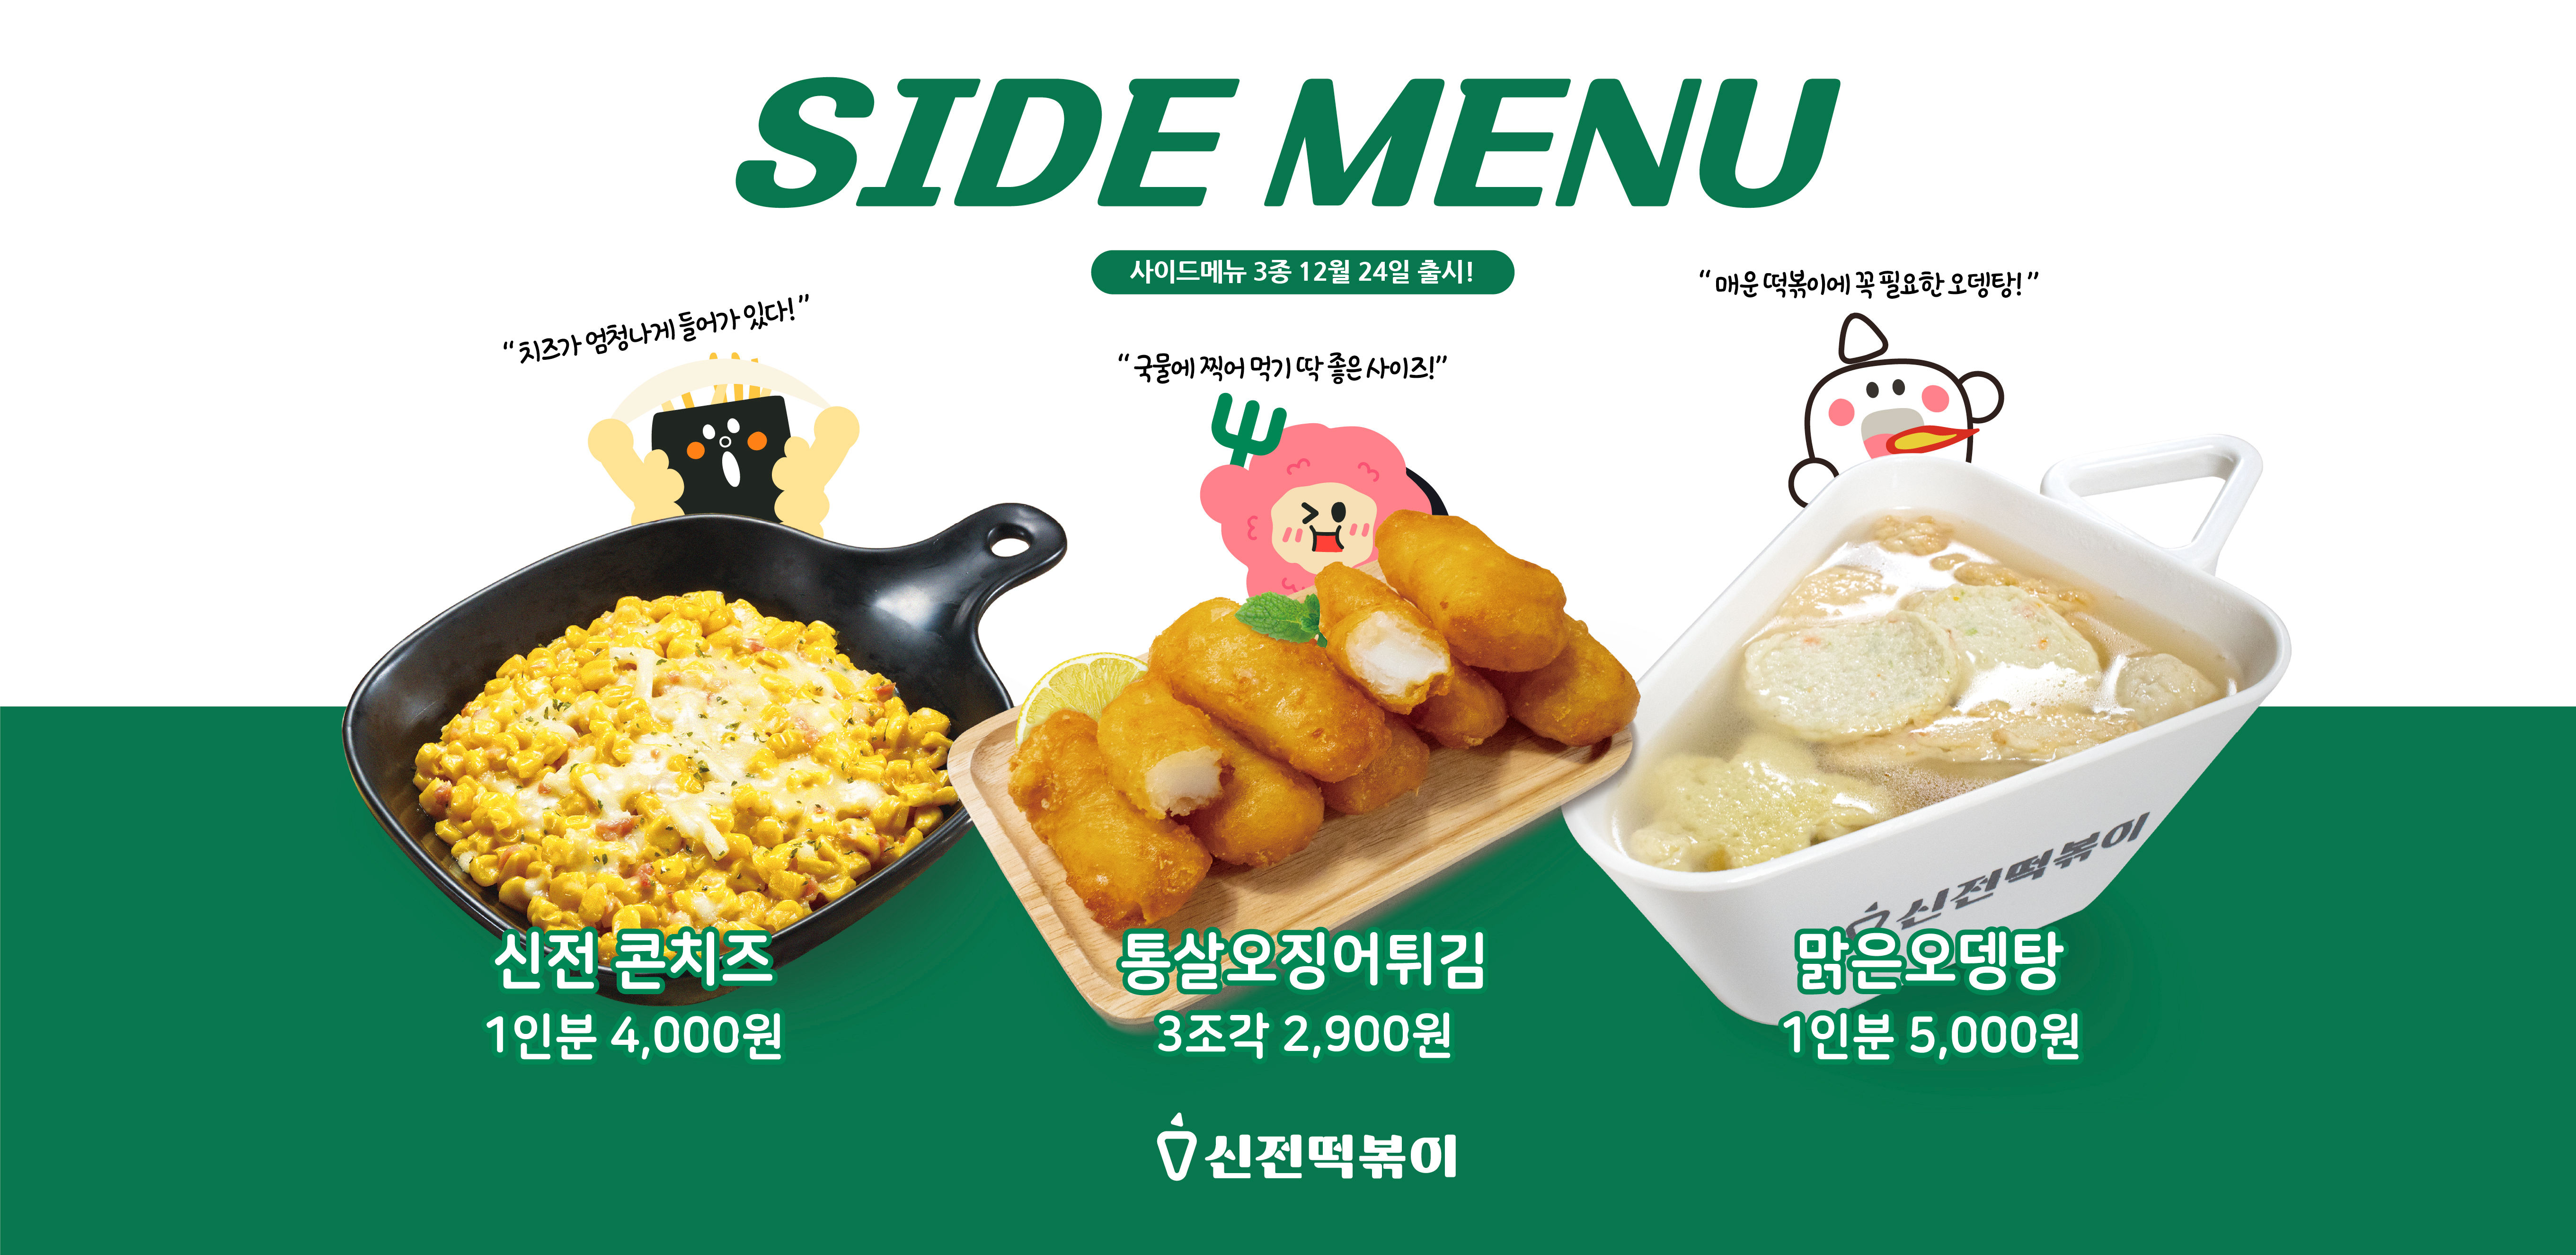 SIDE MENU
사이드메뉴 3종 12월 24일 출시!
“치즈가 엄청나게 들어가 있다!”
“국물에 찍어 먹기 딱 좋은 사이즈!”
“매운 떡볶이에 꼭 필요한 오뎅탕!”
신전떡볶이
신전 콘치즈
1인분 4,000원
통살오징어튀김
3조각 2,900원
맑은오뎅탕
1인분 5,000원
신전떡볶이